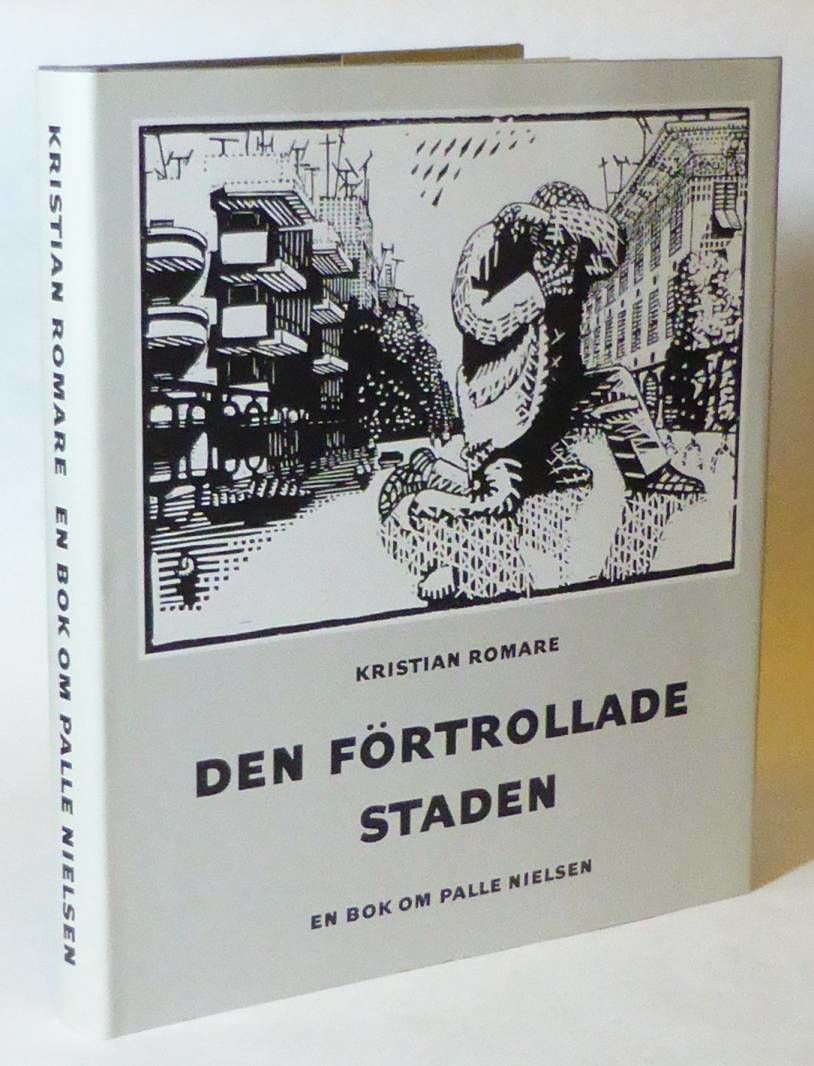 KRISTIAN ROMARE EN BOK OM PALLE NIELSEN
KRISTIAN ROMARE
DEN FÖRTROLLADE
STADEN
EN BOK OM PALLE NIELSEN